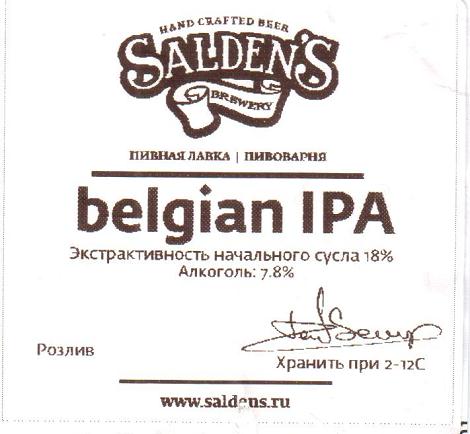 HAND CRAFTED BEER
SALDEN'S
BREWERY
ПИВНАЯ ЛАВКА | ПИВОВАРНЯ
belgian IPA
Экстрактивность начального сусла 18%
Алкоголь: 7.8%
Розлив
Хранить при 2-12С
www.saldens.ru